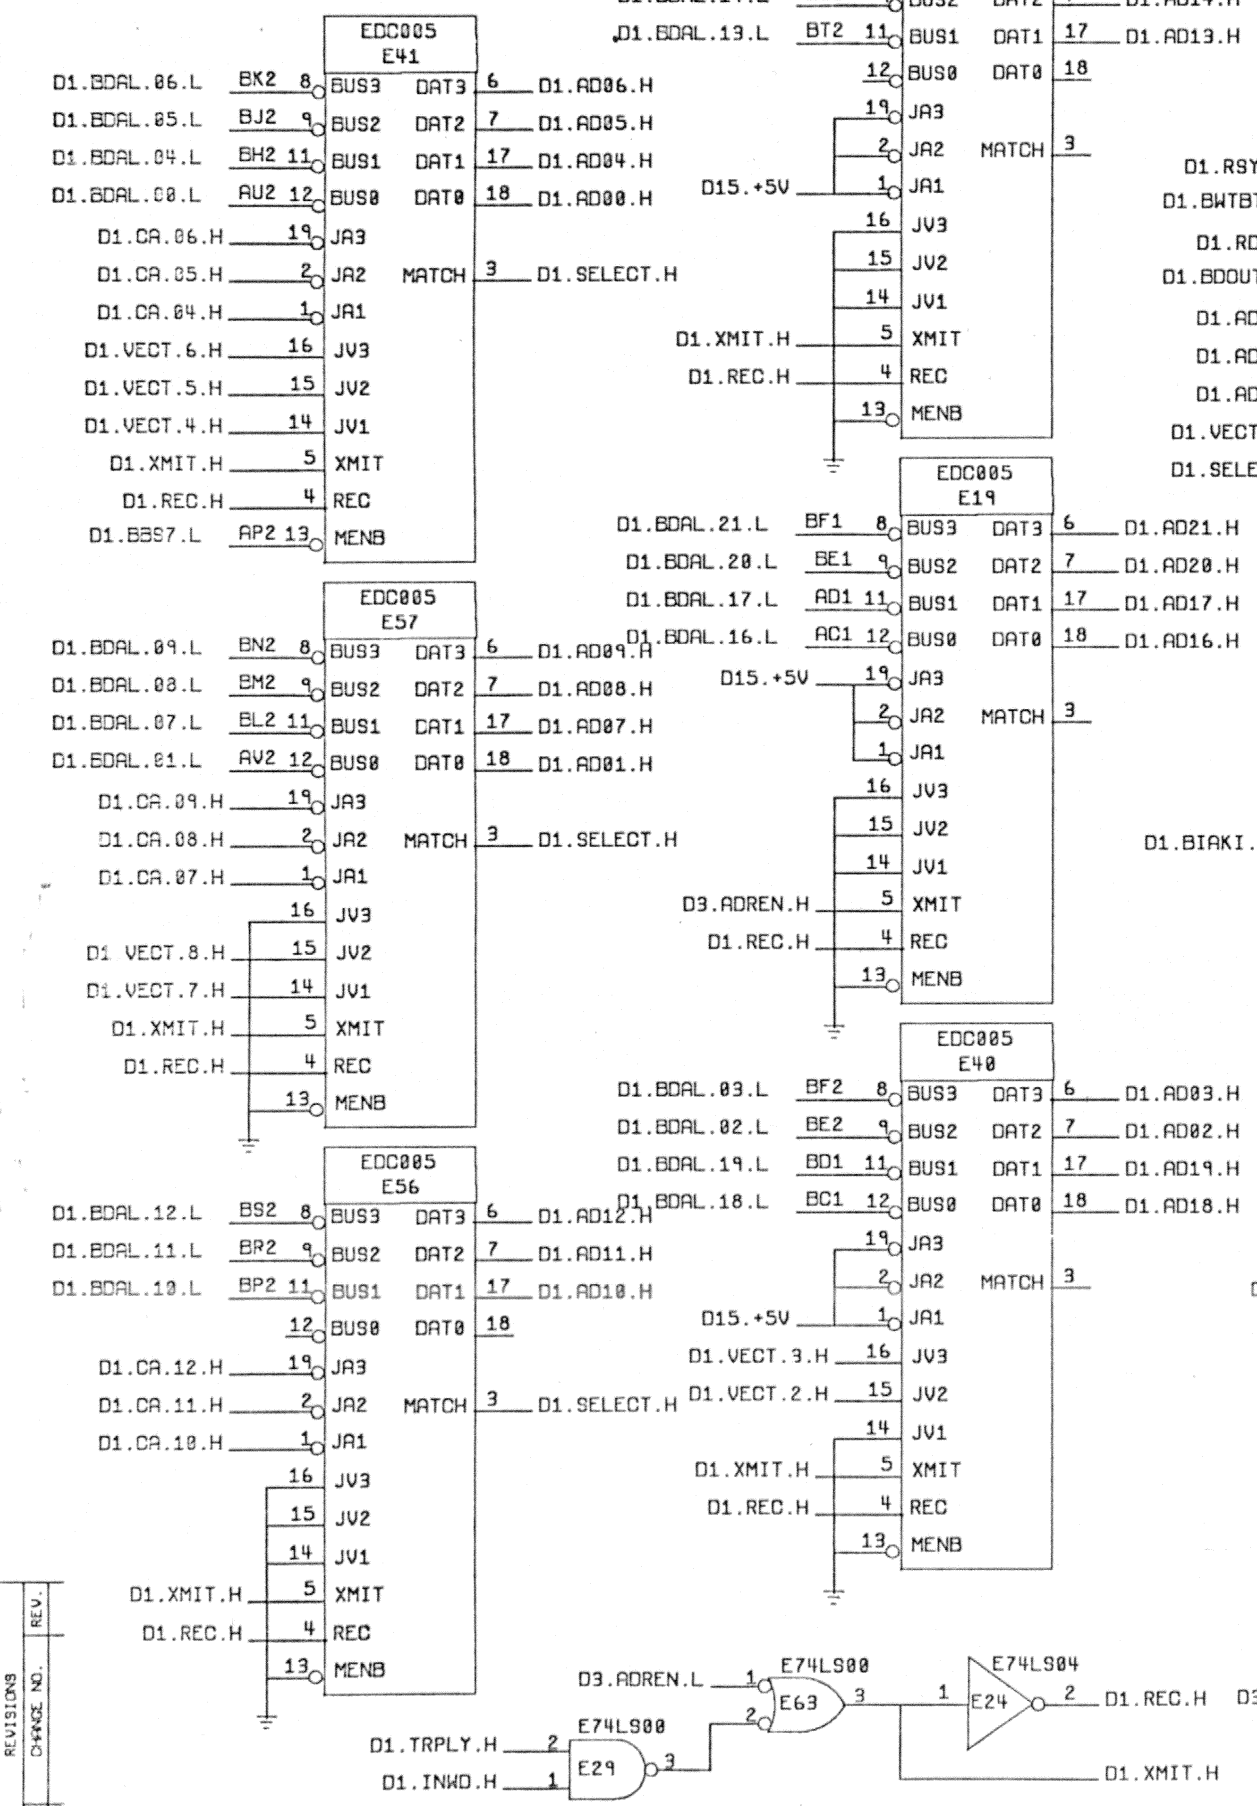 EDC005
E41
D1.BDAL.06.L BK2 8 BUS3 DAT3 6 D1.AD06.H
D1.BDAL.05.L BJ2 9 BUS2 DAT2 7 D1.AD05.H
D1.BDAL.04.L BH2 11 BUS1 DAT1 17 D1.AD04.H
D1.BDAL.00.L AU2 12 BUS0 DAT0 18 D1.AD00.H
D1.CA.06.H 19 JA3
D1.CA.05.H 2 JA2 MATCH 3 D1.SELECT.H
D1.CA.04.H 1 JA1
D1.VECT.6.H 16 JV3
D1.VECT.5.H 15 JV2
D1.VECT.4.H 14 JV1
D1.XMIT.H 5 XMIT
D1.REC.H 4 REC
D1.BBS7.L AP2 13 MENB
EDC005
E57
D1.BDAL.09.L BN2 8 BUS3 DAT3 6 D1.AD09.H
D1.BDAL.08.L BM2 9 BUS2 DAT2 7 D1.AD08.H
D1.BDAL.07.L BL2 11 BUS1 DAT1 17 D1.AD07.H
D1.BDAL.01.L AV2 12 BUS0 DAT0 18 D1.AD01.H
D1.CA.09.H 19 JA3
D1.CA.08.H 2 JA2 MATCH 3 D1.SELECT.H
D1.CA.07.H 1 JA1
16 JV3
D1 VECT.8.H 15 JV2
D1.VECT.7.H 14 JV1
D1.XMIT.H 5 XMIT
D1.REC.H 4 REC
13 MENB
EDC005
E56
D1.BDAL.12.L BS2 8 BUS3 DAT3 6 D1.AD12.H
D1.BDAL.11.L BR2 9 BUS2 DAT2 7 D1.AD11.H
D1.BDAL.10.L BP2 11 BUS1 DAT1 17 D1.AD10.H
12 BUS0 DAT0 18
D1.CA.12.H 19 JA3
D1.CA.11.H 2 JA2 MATCH 3 D1.SELECT.H
D1.CA.10.H 1 JA1
16 JV3
15 JV2
14 JV1
D1.XMIT.H 5 XMIT
D1.REC.H 4 REC
13 MENB
D1.BDAL.13.L BT2 11 BUS1 DAT1 17 D1.AD13.H
12 BUS0 DAT0 18
19 JA3
2 JA2 MATCH 3
D15.+5V 1 JA1
16 JV3
15 JV2
14 JV1
D1.XMIT.H 5 XMIT
D1.REC.H 4 REC
13 MENB
EDC005
E19
D1.BDAL.21.L BF1 8 BUS3 DAT3 6 D1.AD21.H
D1.BDAL.20.L BE1 9 BUS2 DAT2 7 D1.AD20.H
D1.BDAL.17.L AD1 11 BUS1 DAT1 17 D1.AD17.H
D1.BDAL.16.L AC1 12 BUS0 DAT0 18 D1.AD16.H
D15.+5V 19 JA3
2 JA2 MATCH 3
1 JA1
16 JV3
15 JV2
14 JV1
D3.ADREN.H 5 XMIT
D1.REC.H 4 REC
13 MENB
EDC005
E40
D1.BDAL.03.L BF2 8 BUS3 DAT3 6 D1.AD03.H
D1.BDAL.02.L BE2 9 BUS2 DAT2 7 D1.AD02.H
D1.BDAL.19.L BD1 11 BUS1 DAT1 17 D1.AD19.H
D1.BDAL.18.L BC1 12 BUS0 DAT0 18 D1.AD18.H
19 JA3
2 JA2 MATCH 3
D15.+5V 1 JA1
D1.VECT.3.H 16 JV3
D1.VECT.2.H 15 JV2
14 JV1
D1.XMIT.H 5 XMIT
D1.REC.H 4 REC
13 MENB
D1.RSY
D1.BWTBT
D1.RD
D1.BDOUT
D1.AD
D1.AD
D1.AD
D1.VECT
D1.SELE
D1.BIAKI.
E74LS00
D3.ADREN.L 1 E63 3
2
E74LS04
1 E24 2 D1.REC.H D3
E74LS00
D1.TRPLY.H 2
E29 3
D1.INWD.H 1
D1.XMIT.H
REVISIONS
CHANGE NO. REV.